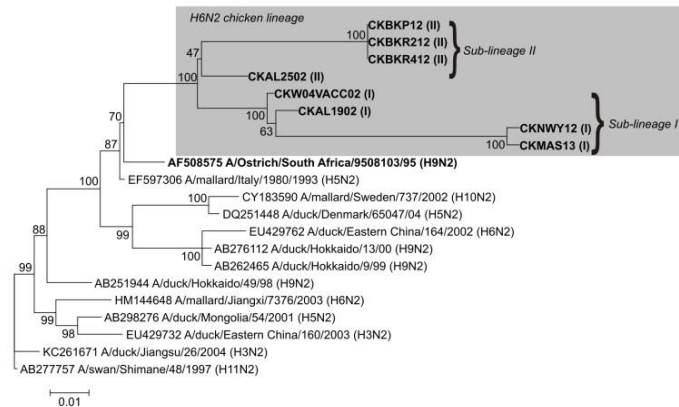 H6N2 chicken lineage
CKBKP12 (II)
100
CKBKR212 (II)
47
CKBKR412 (II)
Sub-lineage II
100
CKAL2502 (II)
CKW04VACC02 (I)
100
CKAL1902 (I)
70
63
CKNWY12 (I)
Sub-lineage I
100
CKMAS13 (I)
87
AF508575 A/Ostrich/South Africa/9508103/95 (H9N2)
100
EF597306 A/mallard/Italy/1980/1993 (H5N2)
100
CY183590 A/mallard/Sweden/737/2002 (H10N2)
DQ251448 A/duck/Denmark/65047/04 (H5N2)
99
EU429762 A/duck/Eastern China/164/2002 (H6N2)
88
100
AB276112 A/duck/Hokkaido/13/00 (H9N2)
AB262465 A/duck/Hokkaido/9/99 (H9N2)
99
AB251944 A/duck/Hokkaido/49/98 (H9N2)
HM144648 A/mallard/Jiangxi/7376/2003 (H6N2)
99
AB298276 A/duck/Mongolia/54/2001 (H5N2)
98
EU429732 A/duck/Eastern China/160/2003 (H3N2)
KC261671 A/duck/Jiangsu/26/2004 (H3N2)
AB277757 A/swan/Shimane/48/1997 (H11N2)
0.01